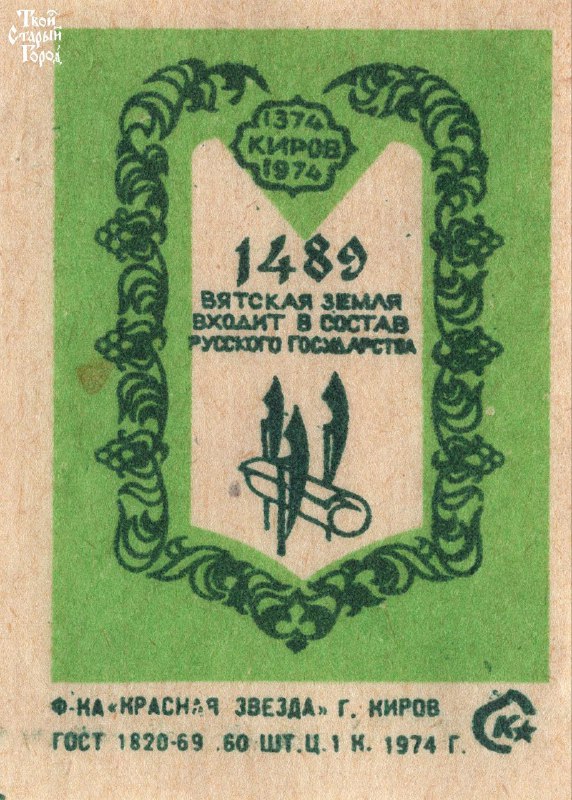 Твой
Старый
Город
1374
КИРОВ
1974
1489
ВЯТСКАЯ ЗЕМЛЯ
ВХОДИТ В СОСТАВ
РУССКОГО ГОСУДАРСТВА
Ф-КА «КРАСНАЯ ЗВЕЗДА» Г. КИРОВ
ГОСТ 1820-69 .60 ШТ.Ц.1 К. 1974 Г.
К